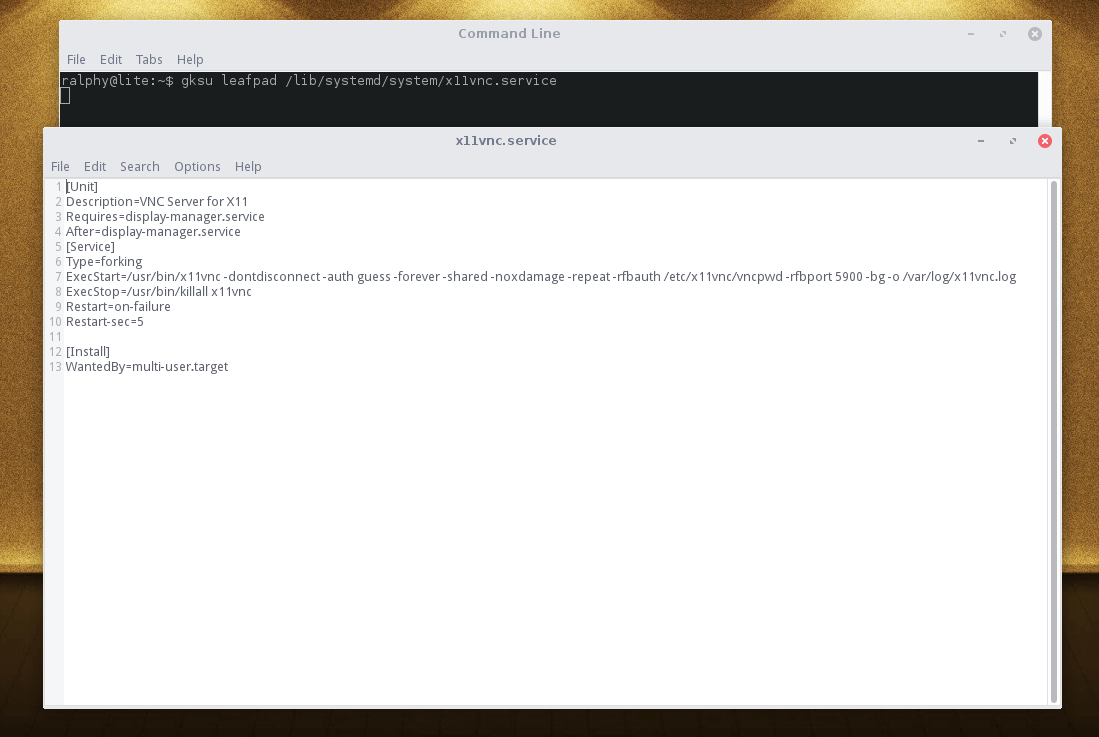 Command Line
File Edit Tabs Help
ralphy@lite:~$ gksu leafpad /lib/systemd/system/x11vnc.service
x11vnc.service
File Edit Search Options Help
1 [Unit]
2 Description=VNC Server for X11
3 Requires=display-manager.service
4 After=display-manager.service
5 [Service]
6 Type=forking
7 ExecStart=/usr/bin/x11vnc -dontdisconnect -auth guess -forever -shared -noxdamage -repeat -rfbauth /etc/x11vnc/vncpwd -rfbport 5900 -bg -o /var/log/x11vnc.log
8 ExecStop=/usr/bin/killall x11vnc
9 Restart=on-failure
10 Restart-sec=5
11
12 [Install]
13 WantedBy=multi-user.target